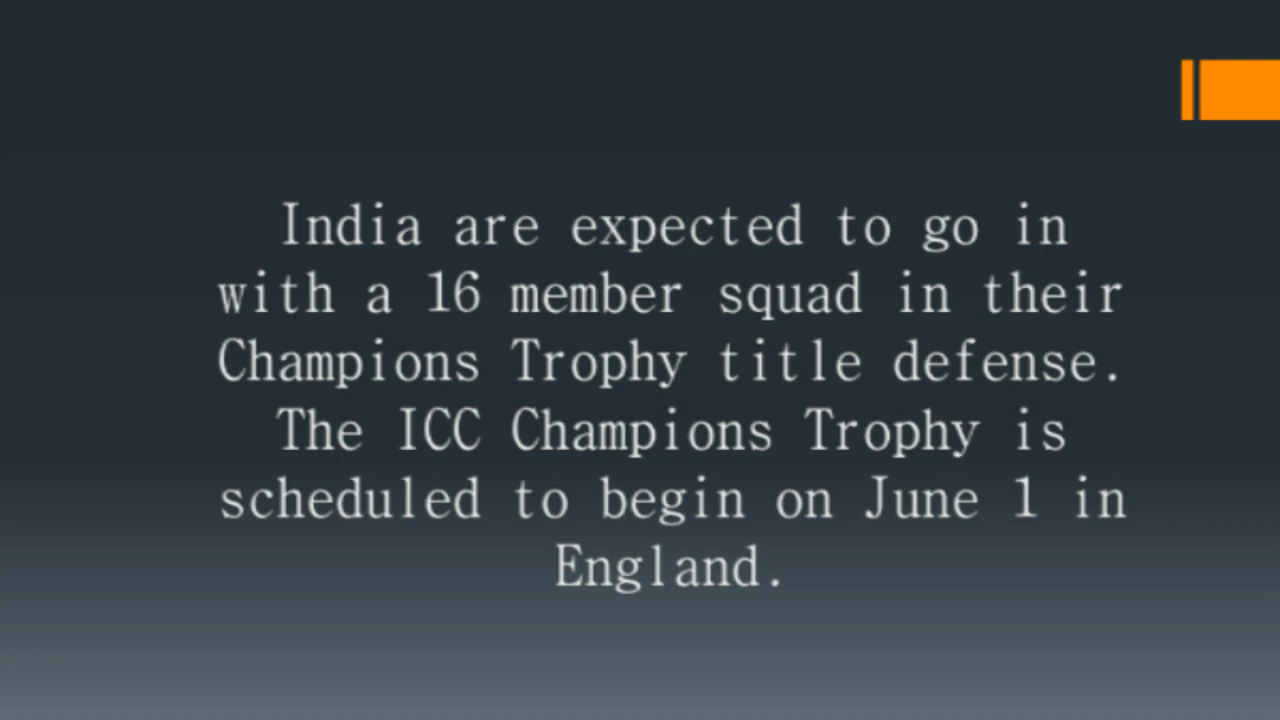 India are expected to go in
with a 16 member squad in their
Champions Trophy title defense.
The ICC Champions Trophy is
scheduled to begin on June 1 in
England.